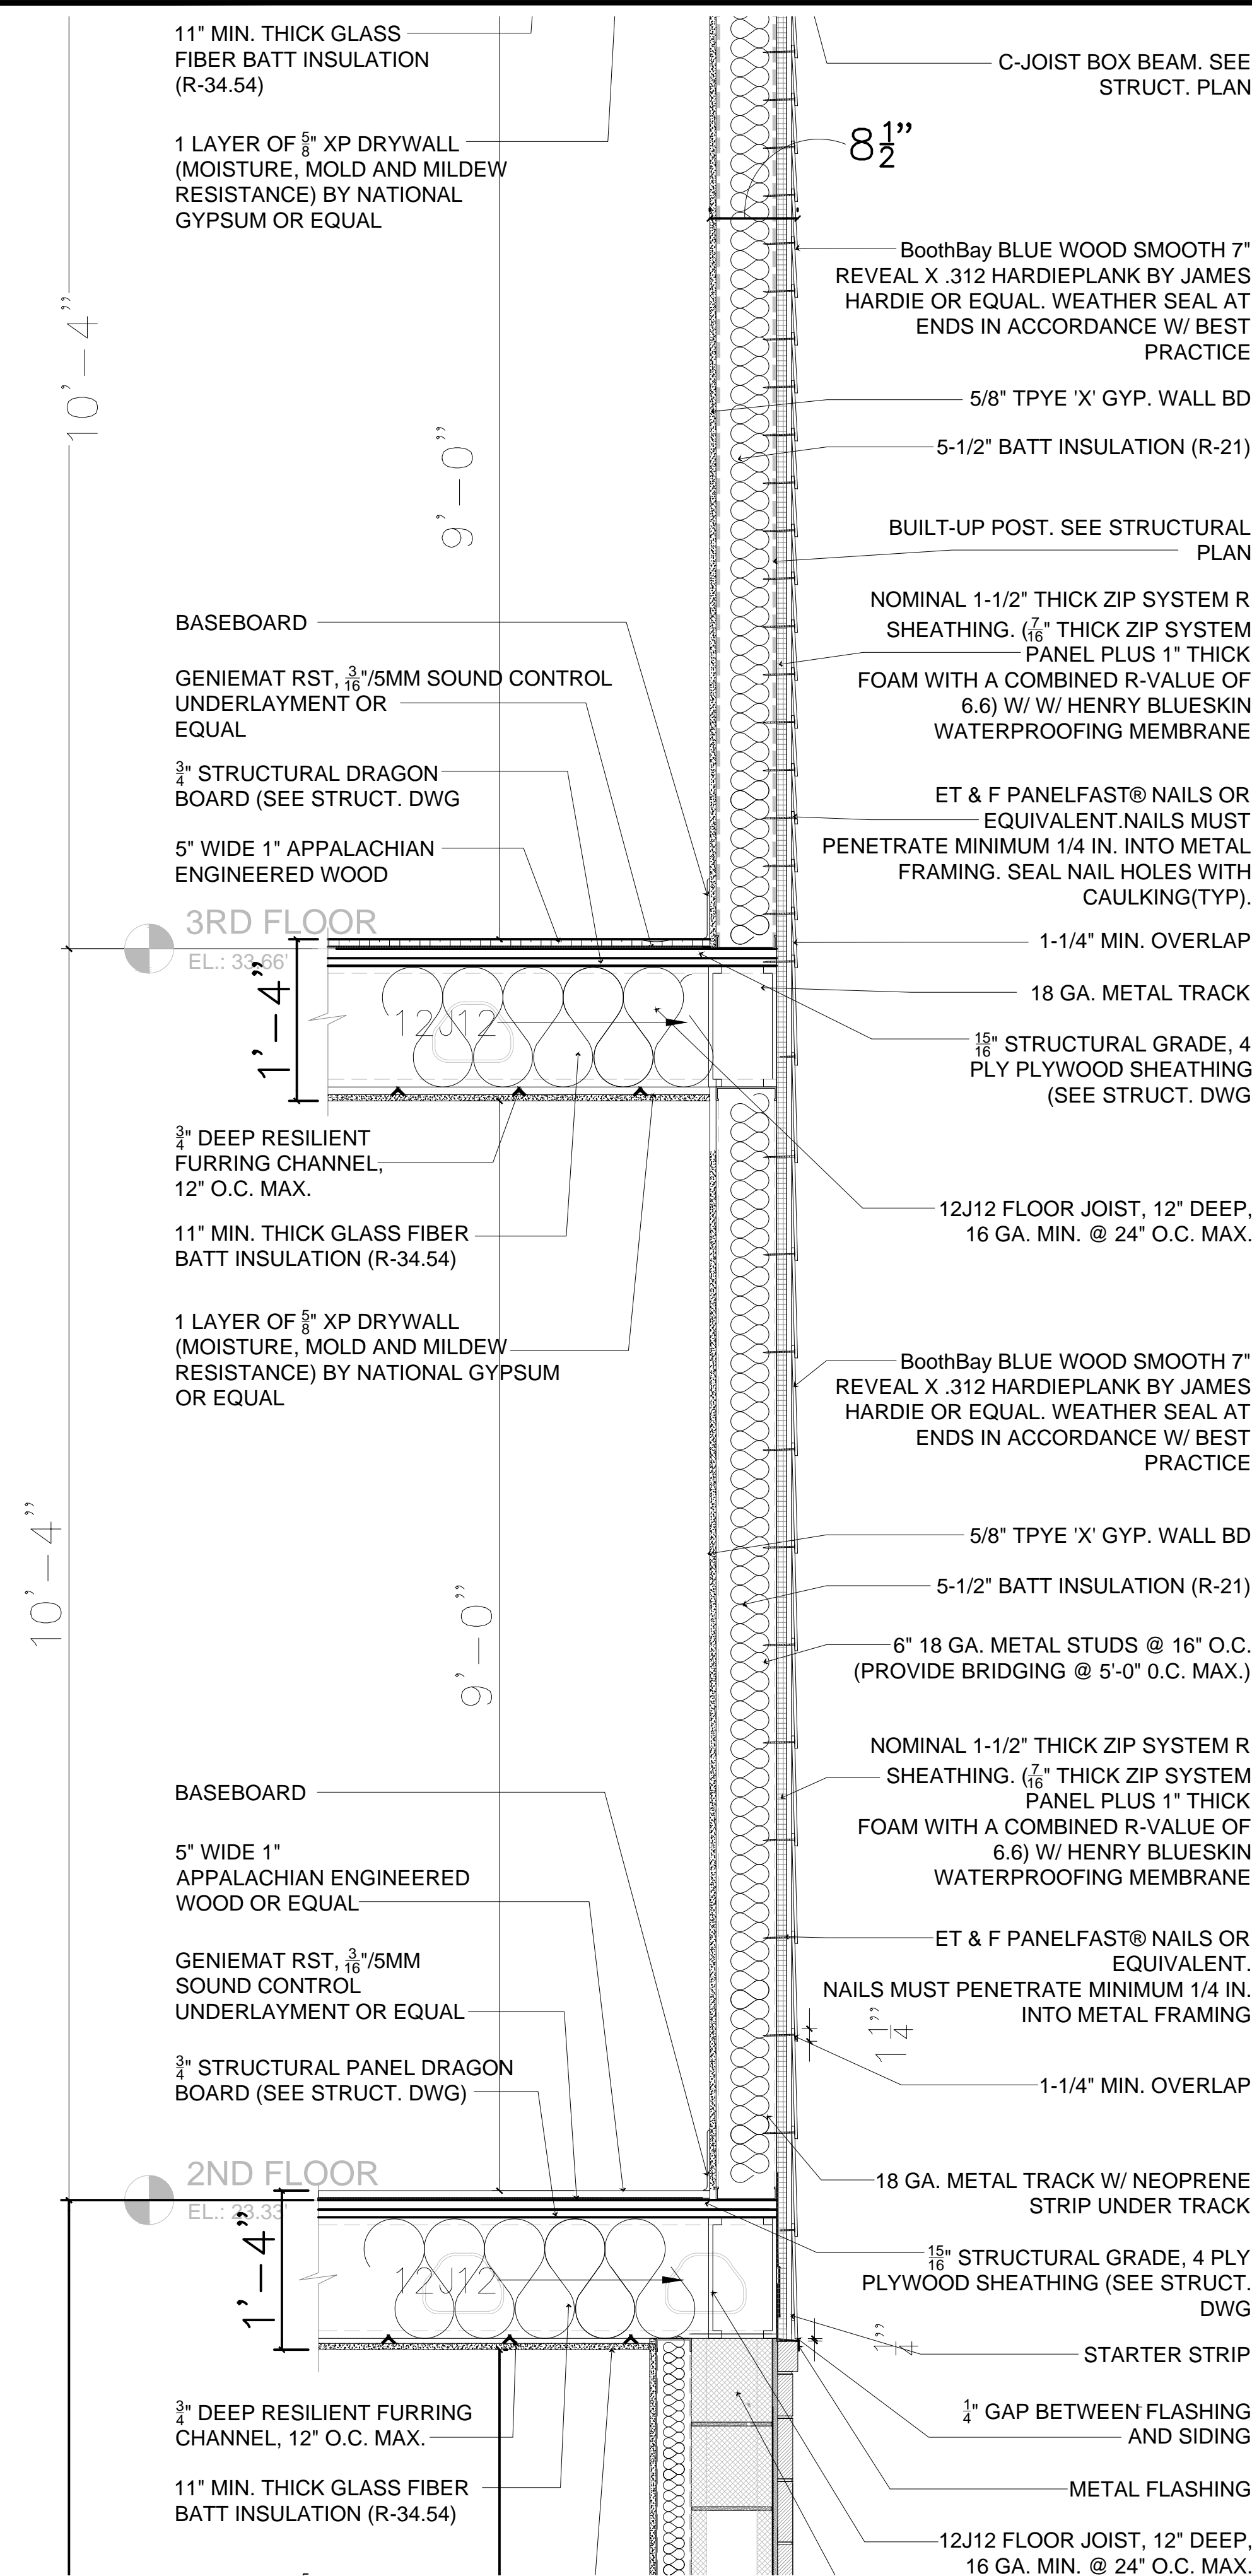 11" MIN. THICK GLASS
FIBER BATT INSULATION
(R-34.54)
1 LAYER OF 5/8" XP DRYWALL
(MOISTURE, MOLD AND MILDEW
RESISTANCE) BY NATIONAL
GYPSUM OR EQUAL
10'-4"
9'-0"
BASEBOARD
GENIEMAT RST, 3/16"/5MM SOUND CONTROL
UNDERLAYMENT OR
EQUAL
3/4" STRUCTURAL DRAGON
BOARD (SEE STRUCT. DWG
5" WIDE 1" APPALACHIAN
ENGINEERED WOOD
3RD FLOOR
EL.: 33.66'
1'-4"
12J12
3/4" DEEP RESILIENT
FURRING CHANNEL,
12" O.C. MAX.
11" MIN. THICK GLASS FIBER
BATT INSULATION (R-34.54)
1 LAYER OF 5/8" XP DRYWALL
(MOISTURE, MOLD AND MILDEW
RESISTANCE) BY NATIONAL GYPSUM
OR EQUAL
10'-4"
9'-0"
BASEBOARD
5" WIDE 1"
APPALACHIAN ENGINEERED
WOOD OR EQUAL
GENIEMAT RST, 3/16"/5MM
SOUND CONTROL
UNDERLAYMENT OR EQUAL
3/4" STRUCTURAL PANEL DRAGON
BOARD (SEE STRUCT. DWG)
2ND FLOOR
EL.: 23.33'
1'-4"
12J12
3/4" DEEP RESILIENT FURRING
CHANNEL, 12" O.C. MAX.
11" MIN. THICK GLASS FIBER
BATT INSULATION (R-34.54)
C-JOIST BOX BEAM. SEE
STRUCT. PLAN
8 1/2"
BoothBay BLUE WOOD SMOOTH 7"
REVEAL X .312 HARDIEPLANK BY JAMES
HARDIE OR EQUAL. WEATHER SEAL AT
ENDS IN ACCORDANCE W/ BEST
PRACTICE
5/8" TPYE 'X' GYP. WALL BD
5-1/2" BATT INSULATION (R-21)
BUILT-UP POST. SEE STRUCTURAL
PLAN
NOMINAL 1-1/2" THICK ZIP SYSTEM R
SHEATHING. (7/16" THICK ZIP SYSTEM
PANEL PLUS 1" THICK
FOAM WITH A COMBINED R-VALUE OF
6.6) W/ W/ HENRY BLUESKIN
WATERPROOFING MEMBRANE
ET & F PANELFAST® NAILS OR
EQUIVALENT.NAILS MUST
PENETRATE MINIMUM 1/4 IN. INTO METAL
FRAMING. SEAL NAIL HOLES WITH
CAULKING(TYP).
1-1/4" MIN. OVERLAP
18 GA. METAL TRACK
15/16" STRUCTURAL GRADE, 4
PLY PLYWOOD SHEATHING
(SEE STRUCT. DWG
12J12 FLOOR JOIST, 12" DEEP,
16 GA. MIN. @ 24" O.C. MAX.
BoothBay BLUE WOOD SMOOTH 7"
REVEAL X .312 HARDIEPLANK BY JAMES
HARDIE OR EQUAL. WEATHER SEAL AT
ENDS IN ACCORDANCE W/ BEST
PRACTICE
5/8" TPYE 'X' GYP. WALL BD
5-1/2" BATT INSULATION (R-21)
6" 18 GA. METAL STUDS @ 16" O.C.
(PROVIDE BRIDGING @ 5'-0" 0.C. MAX.)
NOMINAL 1-1/2" THICK ZIP SYSTEM R
SHEATHING. (7/16" THICK ZIP SYSTEM
PANEL PLUS 1" THICK
FOAM WITH A COMBINED R-VALUE OF
6.6) W/ HENRY BLUESKIN
WATERPROOFING MEMBRANE
ET & F PANELFAST® NAILS OR
EQUIVALENT.
NAILS MUST PENETRATE MINIMUM 1/4 IN.
INTO METAL FRAMING
1 1/4"
1-1/4" MIN. OVERLAP
18 GA. METAL TRACK W/ NEOPRENE
STRIP UNDER TRACK
15/16" STRUCTURAL GRADE, 4 PLY
PLYWOOD SHEATHING (SEE STRUCT.
DWG
1/4"
STARTER STRIP
1/4" GAP BETWEEN FLASHING
AND SIDING
METAL FLASHING
12J12 FLOOR JOIST, 12" DEEP,
16 GA. MIN. @ 24" O.C. MAX.